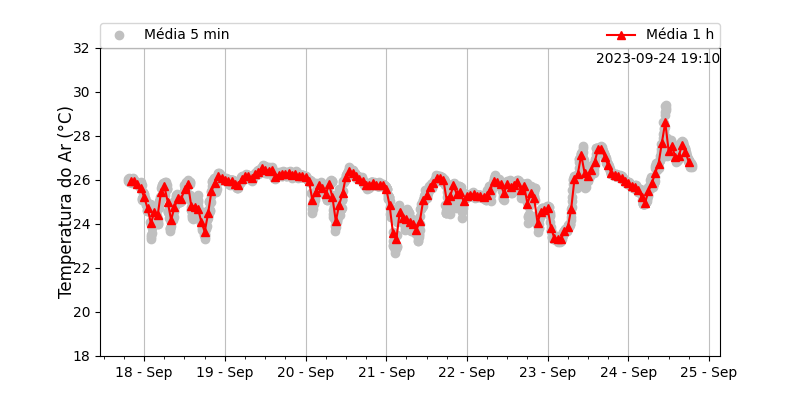 Média 5 min
Média 1 h
2023-09-24 19:10
Temperatura do Ar (°C)
32
30
28
26
24
22
20
18
18 - Sep
19 - Sep
20 - Sep
21 - Sep
22 - Sep
23 - Sep
24 - Sep
25 - Sep